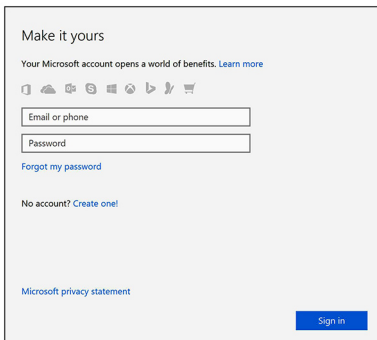 Make it yours
Your Microsoft account opens a world of benefits. Learn more
Email or phone
Password
Forgot my password
No account? Create one!
Microsoft privacy statement
Sign in